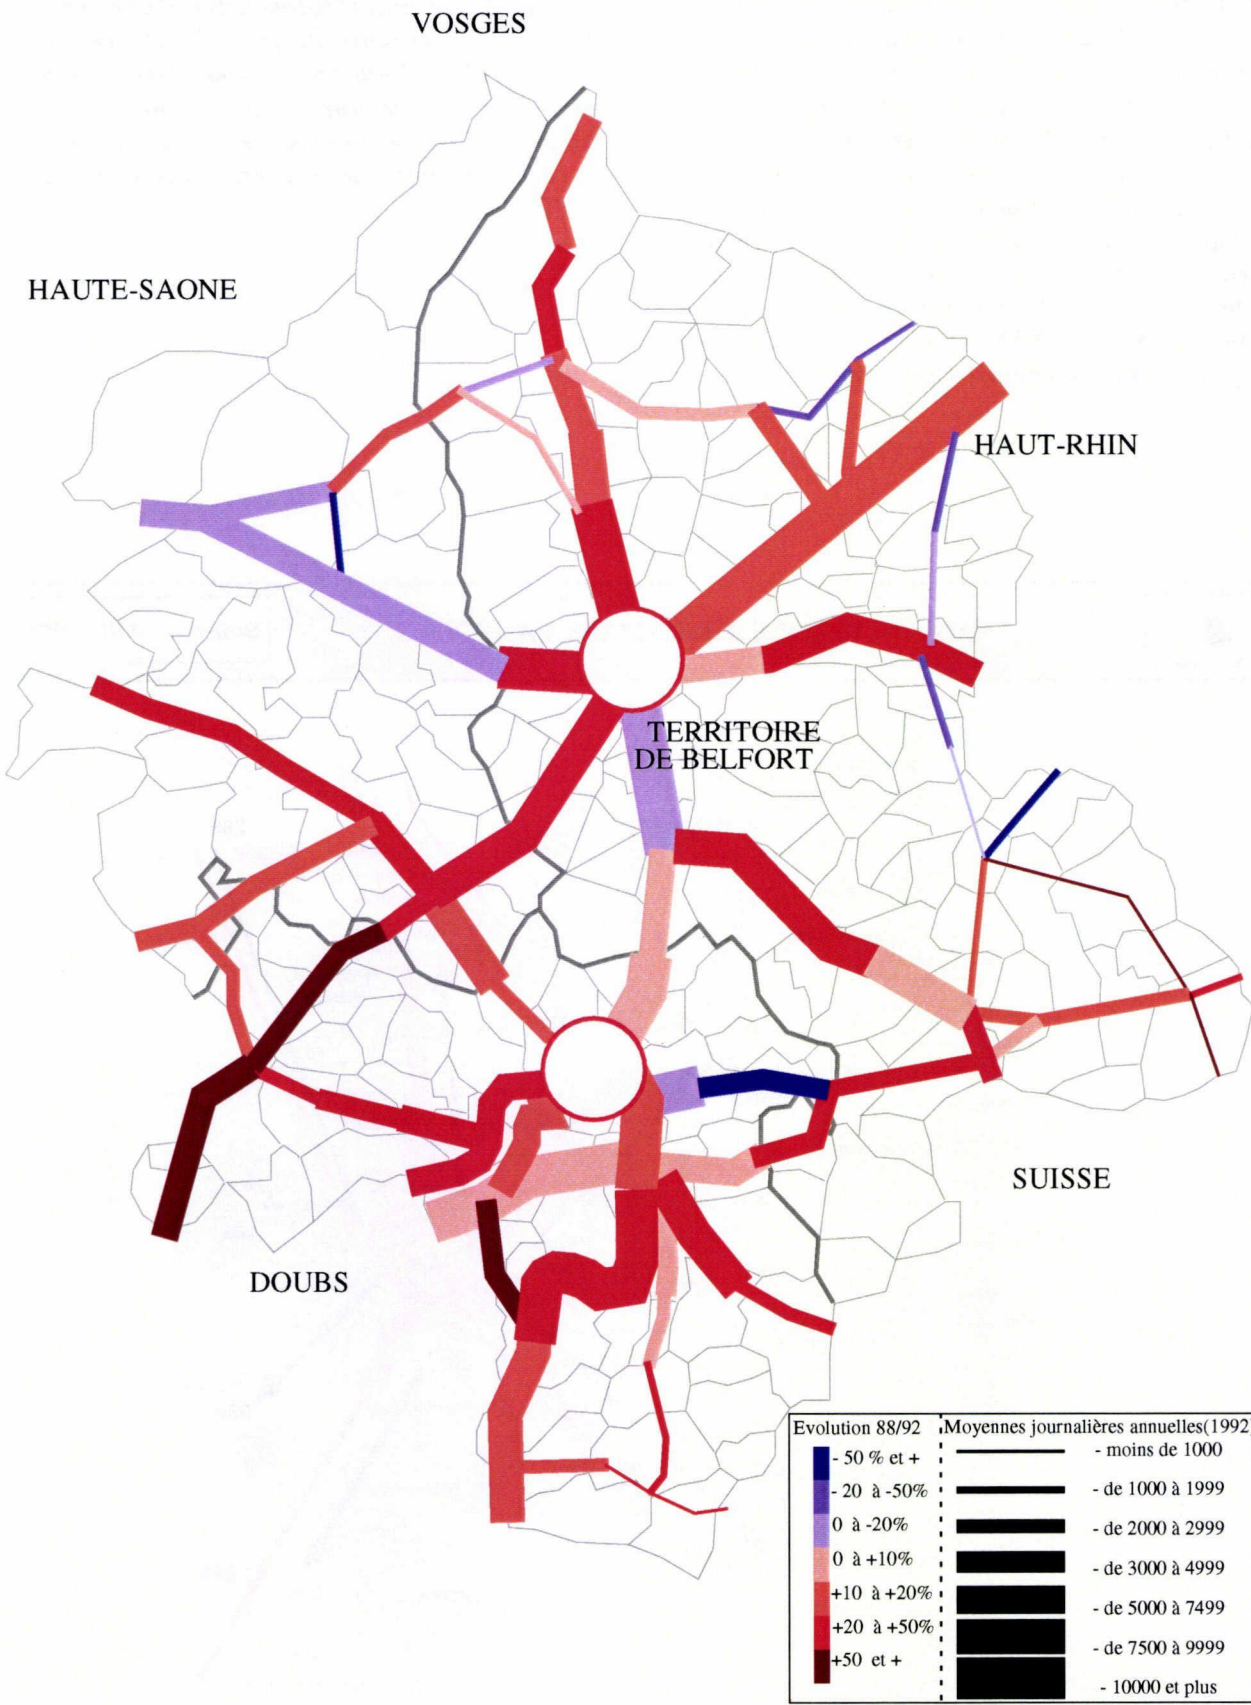 VOSGES
HAUTE-SAONE
HAUT-RHIN
TERRITOIRE
DE BELFORT
SUISSE
DOUBS
Evolution 88/92
- 50 % et +
- 20 à -50%
0 à -20%
0 à +10%
+10 à +20%
+20 à +50%
+50 et +
Moyennes journalières annuelles(1992)
- moins de 1000
- de 1000 à 1999
- de 2000 à 2999
- de 3000 à 4999
- de 5000 à 7499
- de 7500 à 9999
- 10000 et plus